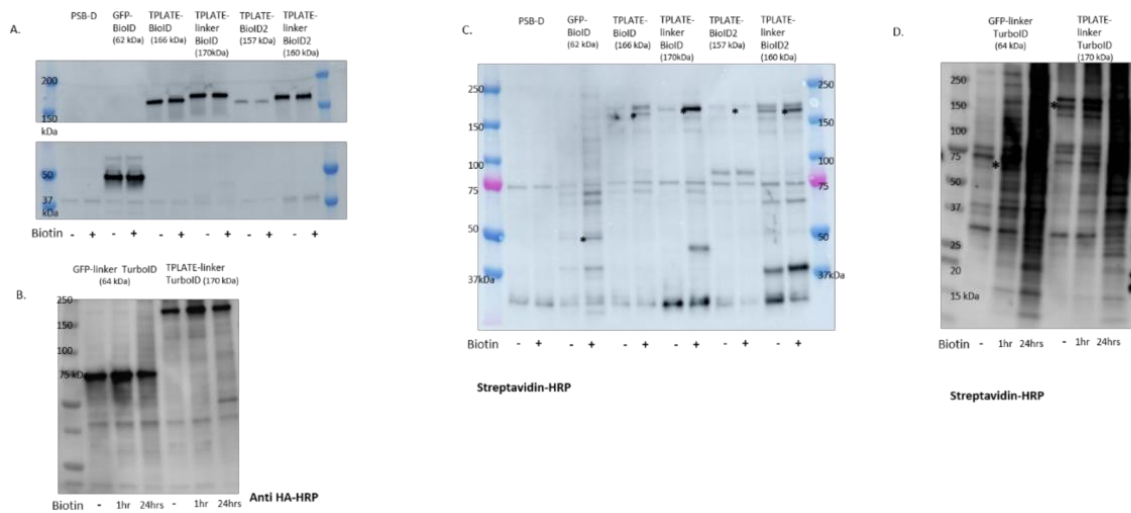 A.
PSB-D
GFP-
BioID
(62 kDa)
TPLATE-
BioID
(166 kDa)
TPLATE-
linker
BioID
(170kDa)
TPLATE-
BioID2
(157 kDa)
TPLATE-
linker
BioID2
(160 kDa)
200
150
kDa
50
37
kDa
Biotin - + - + - + - + - + - +
B.
GFP-linker TurboID
(64 kDa)
TPLATE-linker
TurboID (170 kDa)
250
150
100
75 kD
Biotin - 1hr 24hrs - 1hr 24hrs
Anti HA-HRP
C.
PSB-D
GFP-
BioID
(62 kDa)
TPLATE-
BioID
(166 kDa)
TPLATE-
linker
BioID
(170kDa)
TPLATE-
BioID2
(157 kDa)
TPLATE-
linker
BioID2
(160 kDa)
250
150
100
75
50
37kDa
250
150
100
75
50
37kDa
Biotin - + - + - + - + - + - +
Streptavidin-HRP
D.
GFP-linker
TurboID
(64 kDa)
TPLATE-
linker
TurboID
(170 kDa)
250
150
100
75
50
37
25
20
15 kDa
*
*
Biotin - 1hr 24hrs - 1hr 24hrs
Streptavidin-HRP